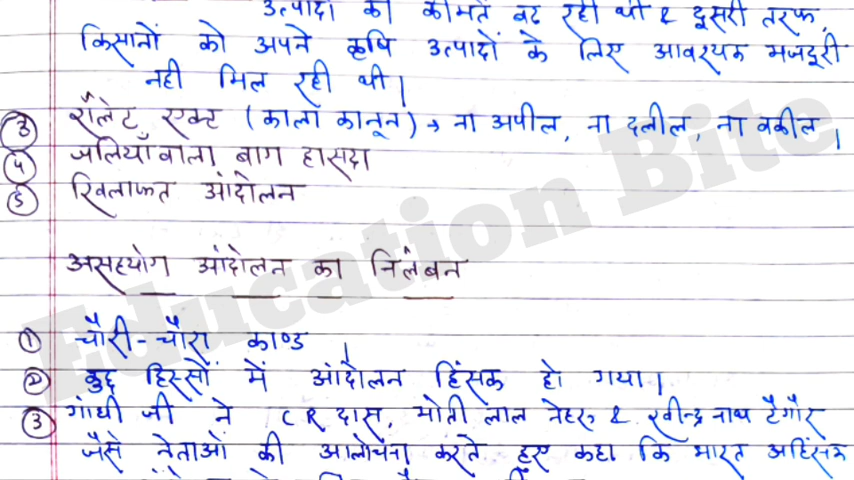 उत्पादों की कीमतें बढ रही थी & दूसरी तरफ
किसानों को अपने कृषि उत्पादों के लिए आवश्यक मजदूरी
नही मिल रही थी।
③ रौलेट एक्ट (काला कानून) → ना अपील, ना दलील, ना वकील।
④ जलियाँवाला बाग हासदा
⑤ खिलाफत आंदोलन
असहयोग आंदोलन का निलंबन
① चौरी-चौरा काण्ड।
② कुछ हिस्सों में आंदोलन हिंसक हो गया।
③ गांधी जी ने C R दास, मोती लाल नेहरु & रवीन्द्र नाथ टैगौर
जैसे नेताओं की आलोचना करते हुए कहा कि भारत अहिंसक
Education Bite